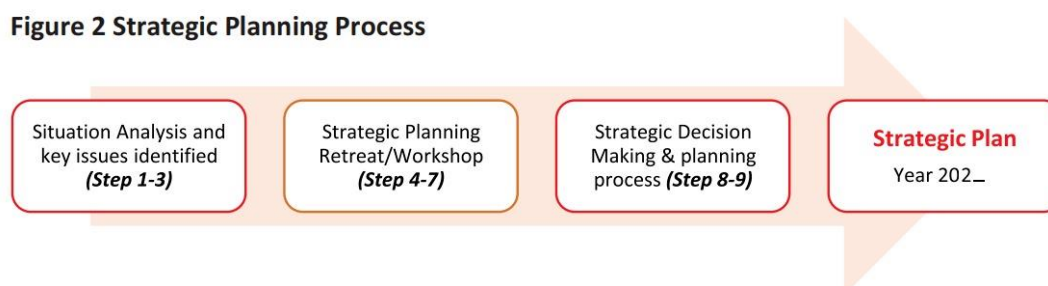 Figure 2 Strategic Planning Process
Situation Analysis and
key issues identified
(Step 1-3)
Strategic Planning
Retreat/Workshop
(Step 4-7)
Strategic Decision
Making & planning
process (Step 8-9)
Strategic Plan
Year 202_